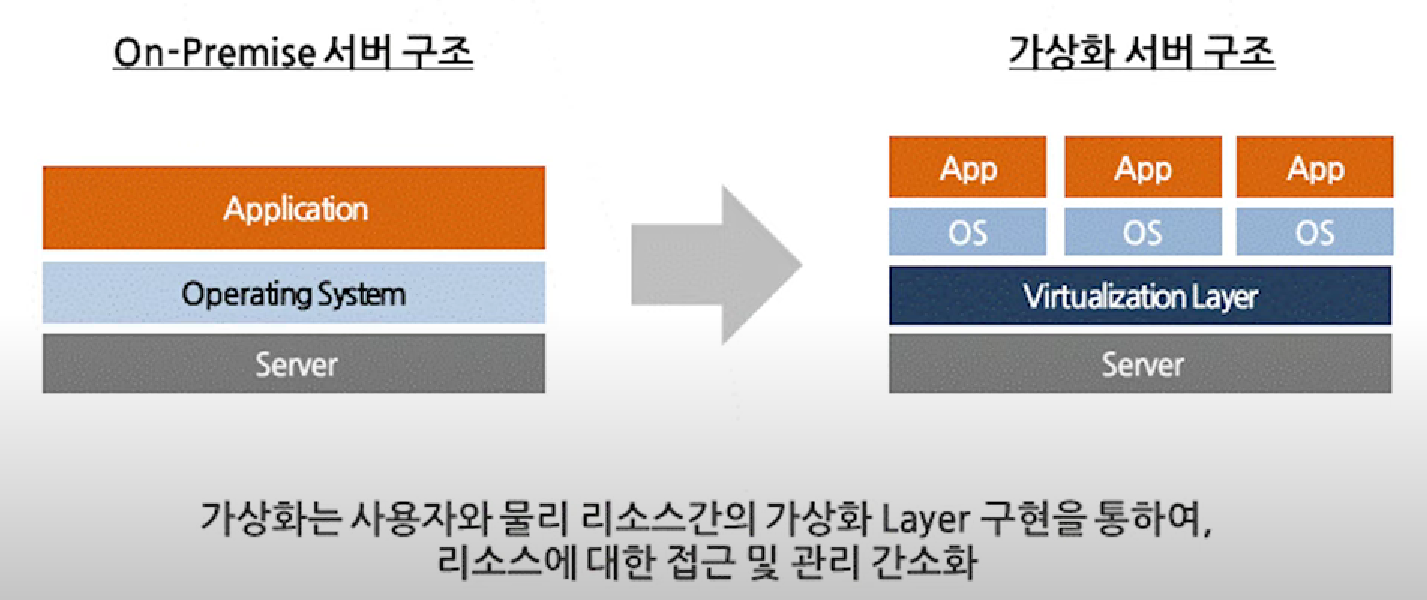 On-Premise 서버 구조
가상화 서버 구조
Application
Operating System
Server
App
App
App
OS
OS
OS
Virtualization Layer
Server
가상화는 사용자와 물리 리소스간의 가상화 Layer 구현을 통하여,
리소스에 대한 접근 및 관리 간소화